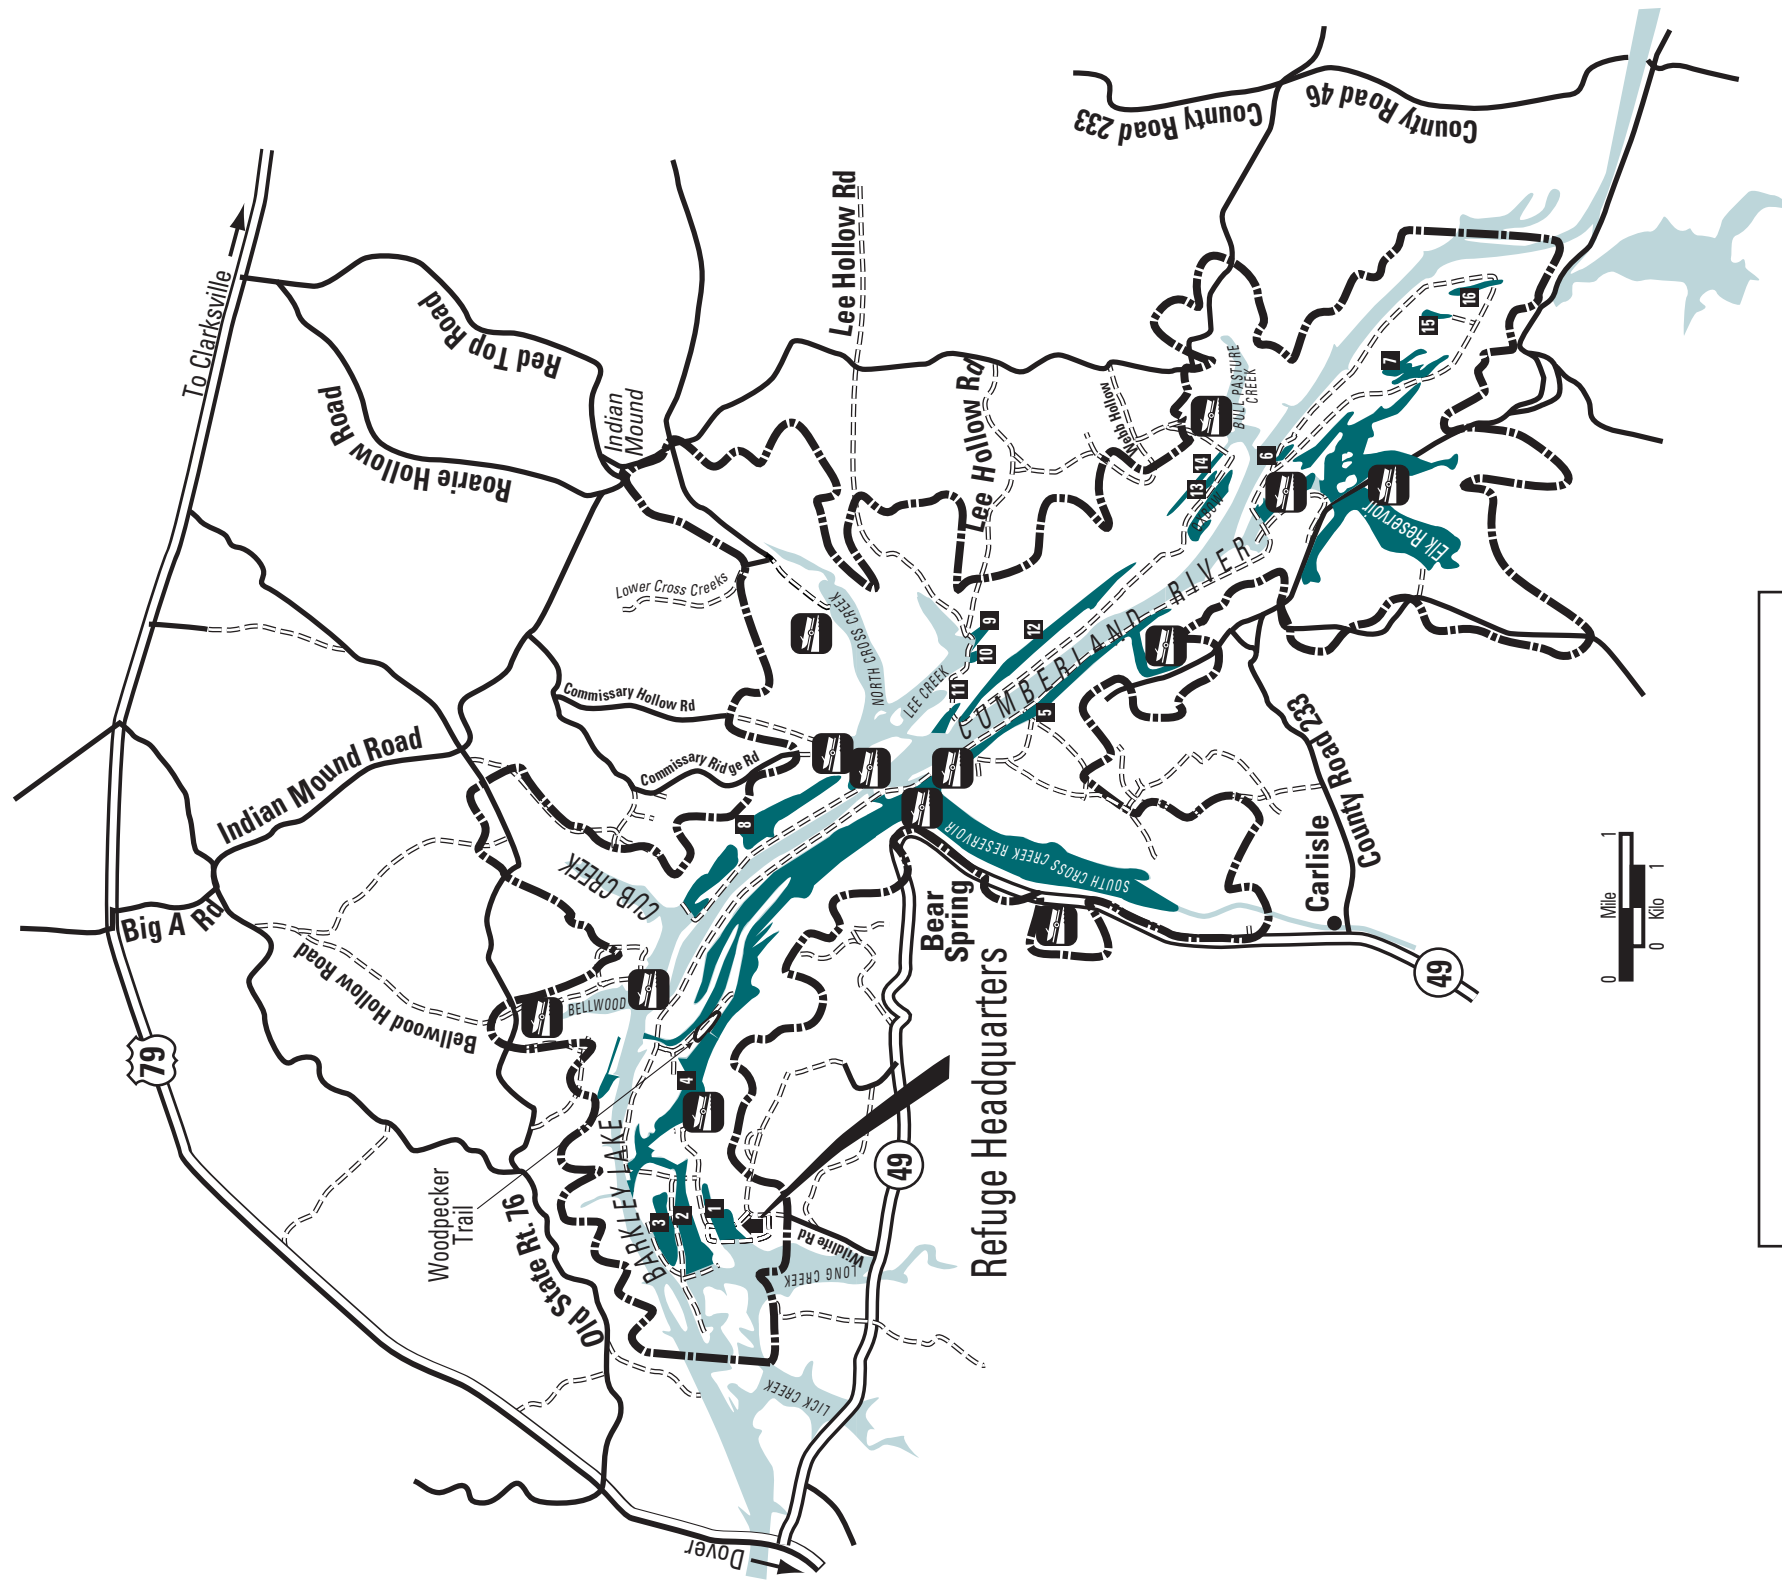 To Clarksville
Red Top Road
Roarie Hollow Road
Indian
Mound
Lee Hollow Rd
Lee Hollow Rd
Webb Hollow
County Road 233
County Road 46
BULL PASTURE
CREEK
16
15
7
6
14
13
Elk Reservoir
Lower Cross Creeks
NORTH CROSS CREEK
LEE CREEK
9
10
11
12
5
CUMBERLAND RIVER
Commissary Hollow Rd
Commissary Ridge Rd
Indian Mound Road
Big A Rd
Bellwood Hollow Road
CUB CREEK
BELLWOOD
8
SOUTH CROSS CREEK RESERVOIR
Bear
Spring
Carlisle
County Road 233
49
79
Refuge Headquarters
49
4
3
2
1
Woodpecker
Trail
Old State Rt. 76
BARKLEY LAKE
Wildlife Rd
LONG CREEK
LICK CREEK
Dover
0 Mile 1
0 Kilo 1